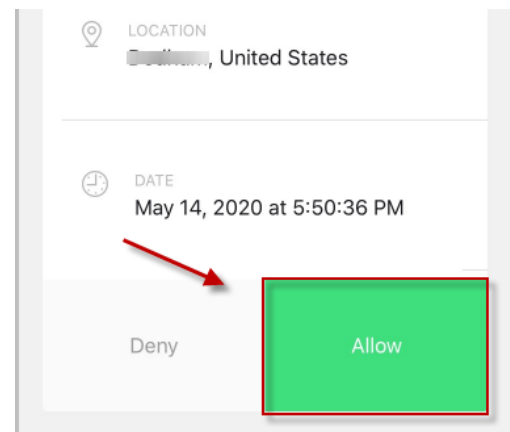 LOCATION
, United States
DATE
May 14, 2020 at 5:50:36 PM
Deny Allow